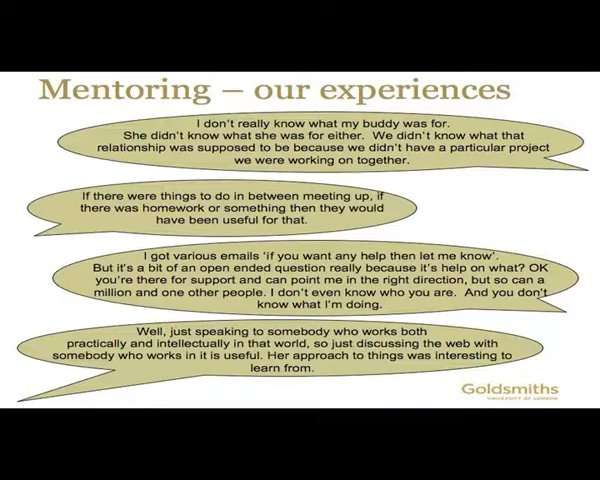 Mentoring – our experiences
I don't really know what my buddy was for.
She didn't know what she was for either. We didn't know what that
relationship was supposed to be because we didn't have a particular project
we were working on together.
If there were things to do in between meeting up, if
there was homework or something then they would
have been useful for that.
I got various emails 'if you want any help then let me know'.
But it's a bit of an open ended question really because it's help on what? OK
you're there for support and can point me in the right direction, but so can a
million and one other people. I don't even know who you are. And you don't
know what I'm doing.
Well, just speaking to somebody who works both
practically and intellectually in that world, so just discussing the web with
somebody who works in it is useful. Her approach to things was interesting to
learn from.
Goldsmiths
UNIVERSITY OF LONDON